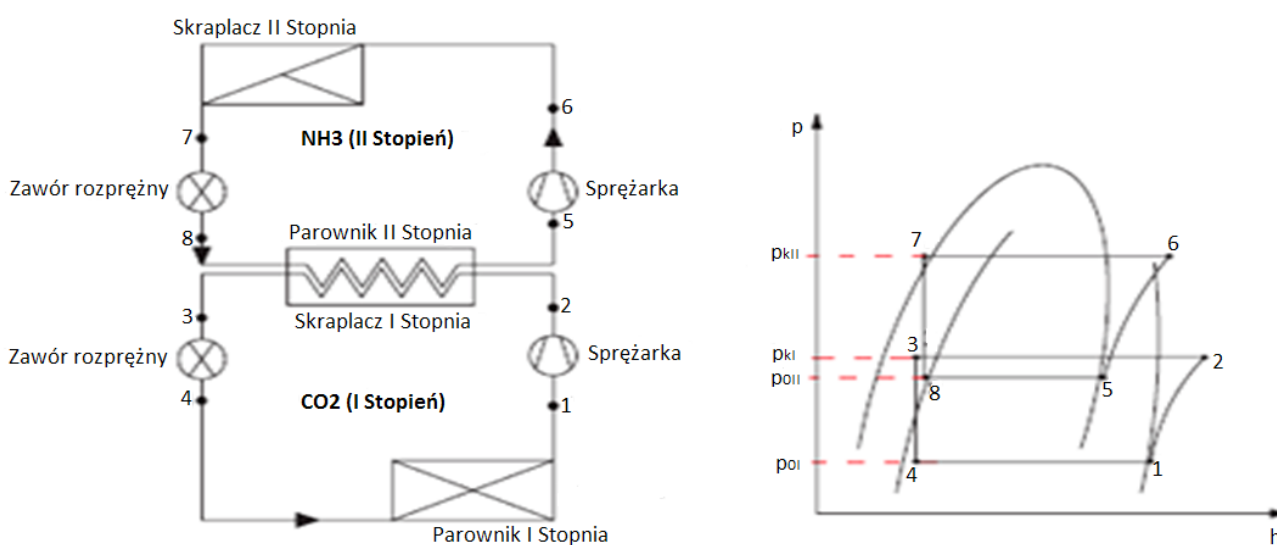 Skraplacz II Stopnia
6
7
NH3 (II Stopień)
Zawór rozprężny
Sprężarka
5
8
Parownik II Stopnia
3
2
Skraplacz I Stopnia
Zawór rozprężny
Sprężarka
4
CO2 (I Stopień)
1
Parownik I Stopnia
p
7
6
pkII
3
pkI
2
p0II
8
5
p0I
4
1
h